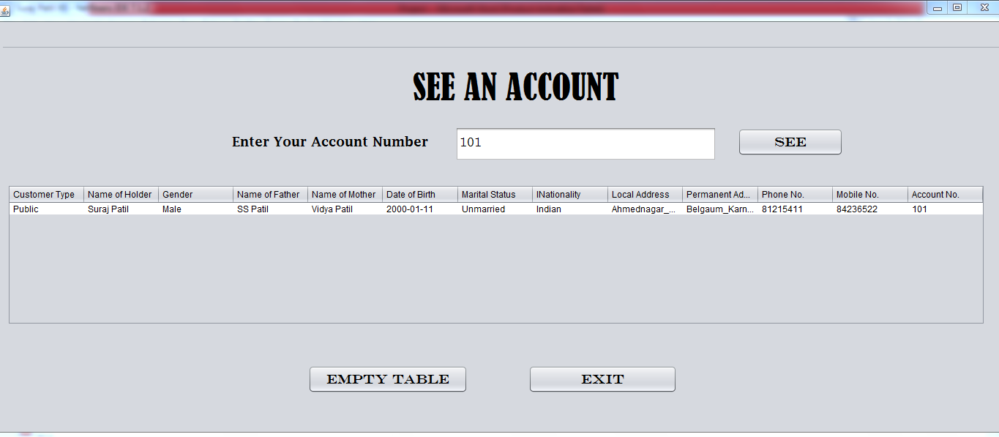 SEE AN ACCOUNT
Enter Your Account Number 101 SEE
Customer Type Name of Holder Gender Name of Father Name of Mother Date of Birth Marital Status INationality Local Address Permanent Ad... Phone No. Mobile No. Account No.
Public Suraj Patil Male SS Patil Vidya Patil 2000-01-11 Unmarried Indian Ahmednagar_... Belgaum_Karn... 81215411 84236522 101
EMPTY TABLE EXIT